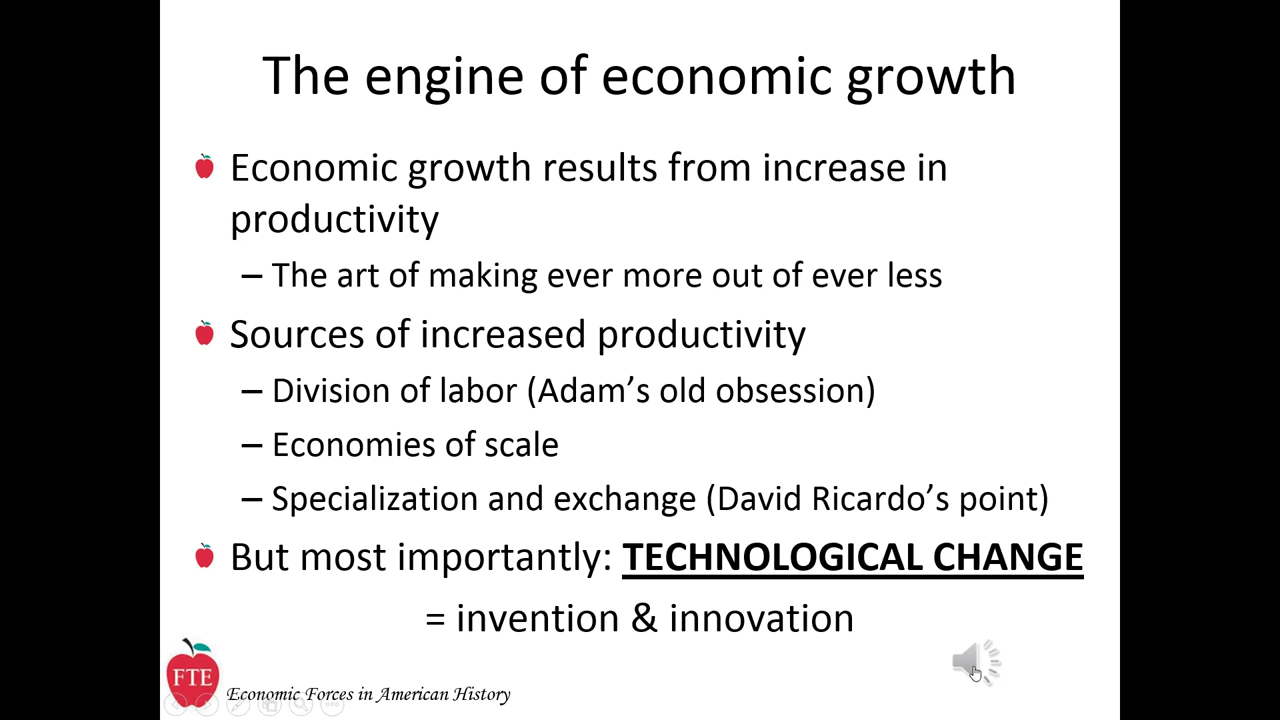 The engine of economic growth
Economic growth results from increase in
productivity
– The art of making ever more out of ever less
Sources of increased productivity
– Division of labor (Adam’s old obsession)
– Economies of scale
– Specialization and exchange (David Ricardo’s point)
But most importantly: TECHNOLOGICAL CHANGE
= invention & innovation
FTE
Economic Forces in American History